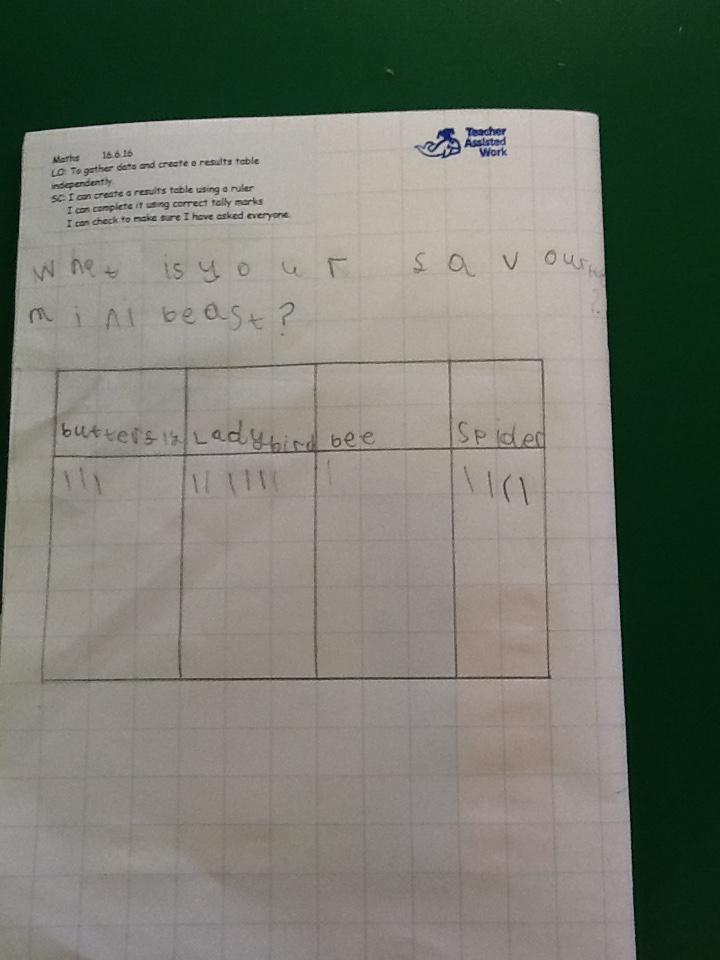 Maths 16.6.16
LO: To gather data and create a results table
independently.
SC: I can create a results table using a ruler
I can complete it using correct tally marks
I can check to make sure I have asked everyone.
Teacher
Assisted
Work
What is your savour
mini beast?
?
buttersly Ladybird bee Spider